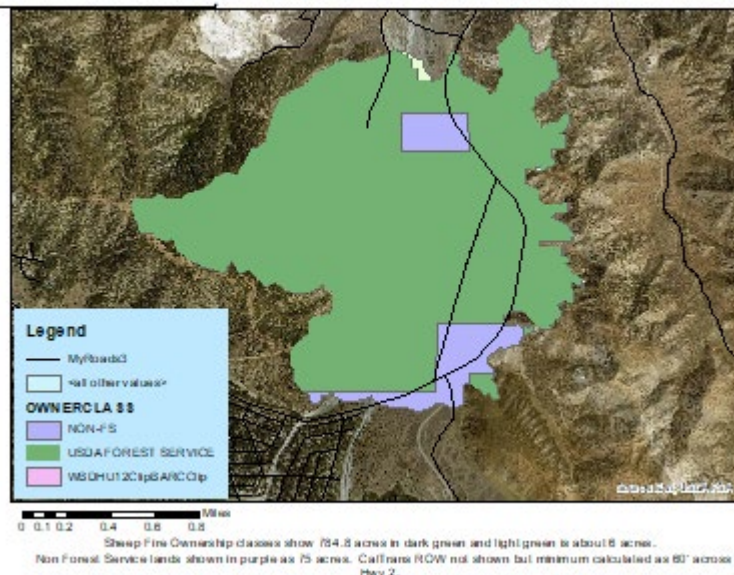 Legend
MyRoads3
<all other values>
OWNERCLASS
NON-FS
USDA FOREST SERVICE
WBDHU12ClipBARCClip
Miles
0 0.1 0.2 0.4 0.6 0.8
Sheep Fire Ownership classes show 784.8 acres in dark green and light green is about 6 acres.
Non Forest Service lands shown in purple as 75 acres. CalTrans ROW not shown but minimum calculated as 60' across
Hwy 2